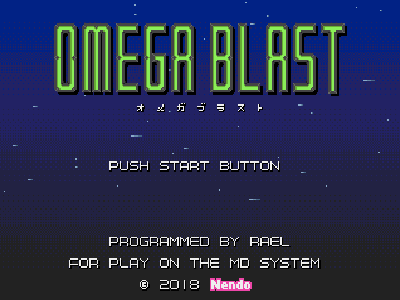 OMEGA BLAST
オメガブラスト
PUSH START BUTTON
PROGRAMMED BY RAEL
FOR PLAY ON THE MD SYSTEM
© 2018 Nendo